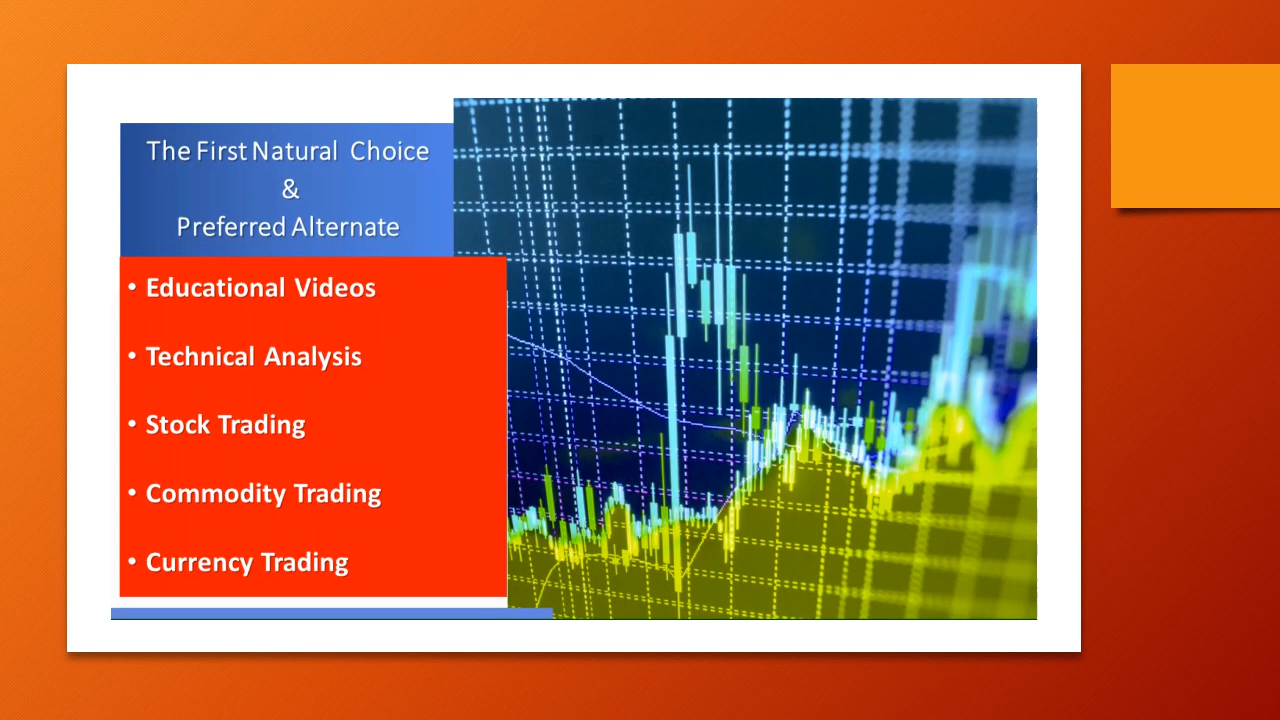 The First Natural Choice
&
Preferred Alternate
• Educational Videos
• Technical Analysis
• Stock Trading
• Commodity Trading
• Currency Trading